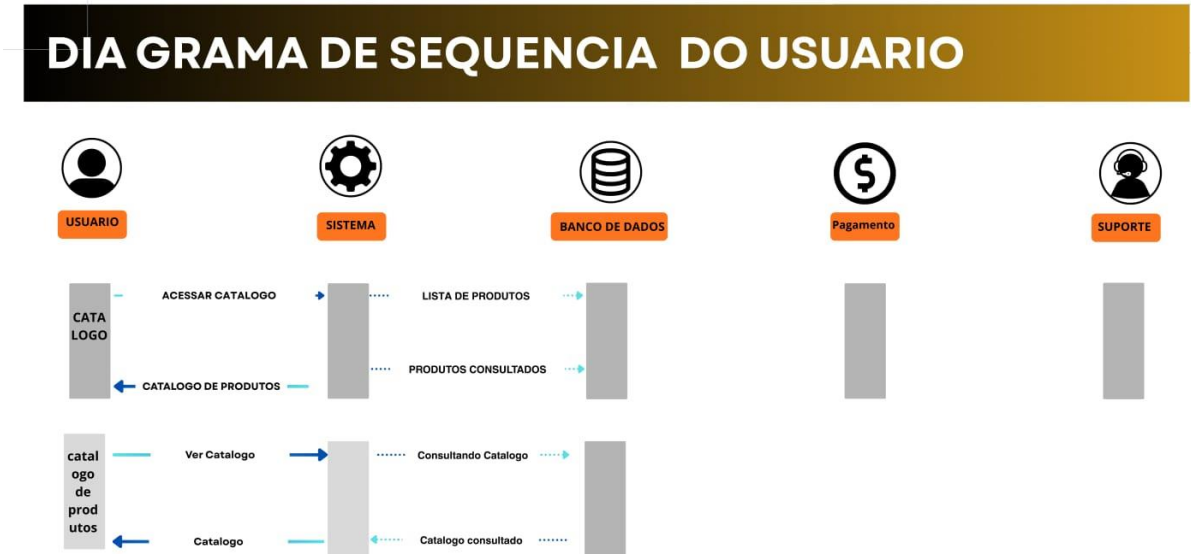 DIA GRAMA DE SEQUENCIA DO USUARIO
USUARIO
SISTEMA
BANCO DE DADOS
Pagamento
SUPORTE
CATA
LOGO
ACESSAR CATALOGO
LISTA DE PRODUTOS
PRODUTOS CONSULTADOS
CATALOGO DE PRODUTOS
catal
ogo
de
prod
utos
Ver Catalogo
Consultando Catalogo
Catalogo
Catalogo consultado